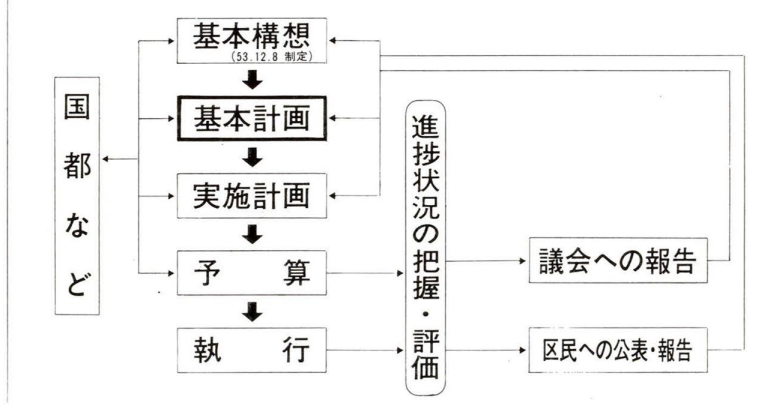 基本構想
(53.12.8 制定)
国都など
基本計画
進捗状況の把握・評価
実施計画
予算
議会への報告
執行
区民への公表・報告